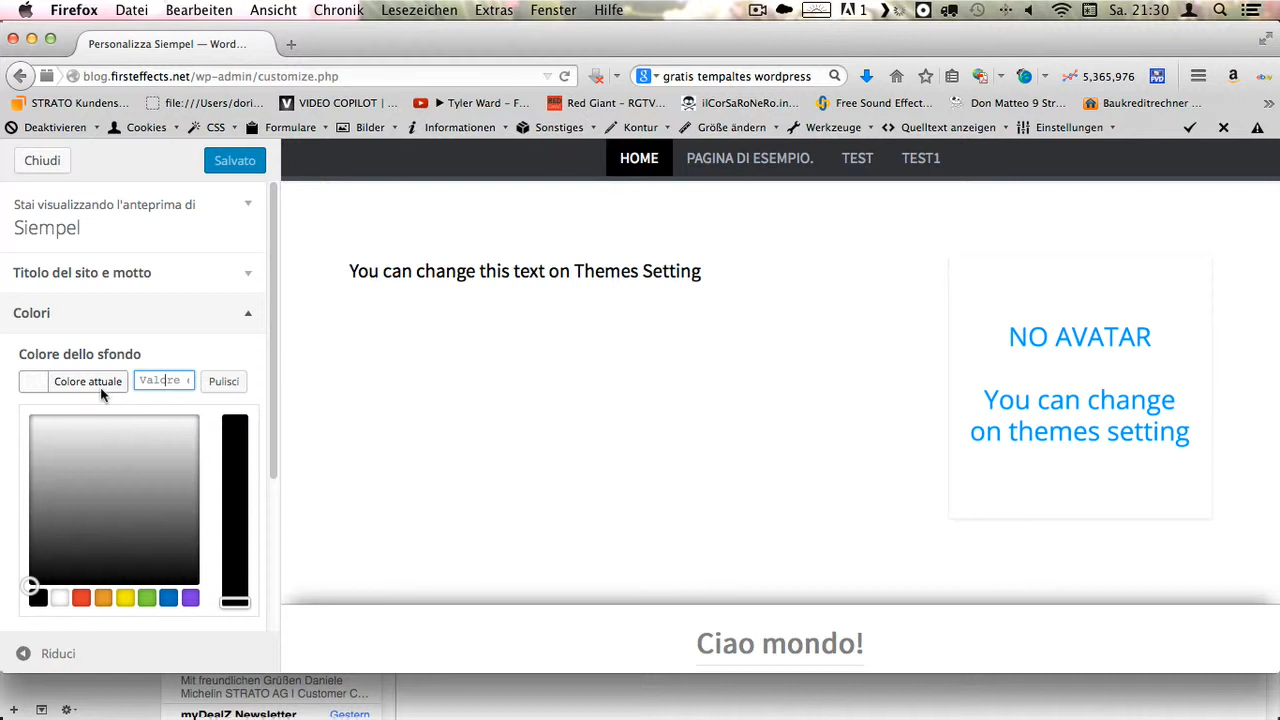 Firefox Datei Bearbeiten Ansicht Chronik Lesezeichen Extras Fenster Hilfe 1 Sa. 21:30
Personalizza Siempel — Word...
blog.firsteffects.net/wp-admin/customize.php gratis tempaltes wordpress 5,365,976
STRATO Kundens... file:///Users/dori... VIDEO COPILOT | ... Tyler Ward - F... Red Giant - RGTV... ilCorSaRoNeRo.in... Free Sound Effect... Don Matteo 9 Str... Baukreditrechner ...
Deaktivieren Cookies CSS Formulare Bilder Informationen Sonstiges Kontur Größe ändern Werkzeuge Quelltext anzeigen Einstellungen
Chiudi Salvato
HOME PAGINA DI ESEMPIO. TEST TEST1
Stai visualizzando l'anteprima di
Siempel
Titolo del sito e motto
Colori
Colore dello sfondo
Colore attuale Valore Pulisci
Riduci
You can change this text on Themes Setting
NO AVATAR
You can change
on themes setting
Ciao mondo!
Mit freundlichen Grüßen Daniele
Michelin STRATO AG | Customer C...
myDealZ Newsletter Gestern